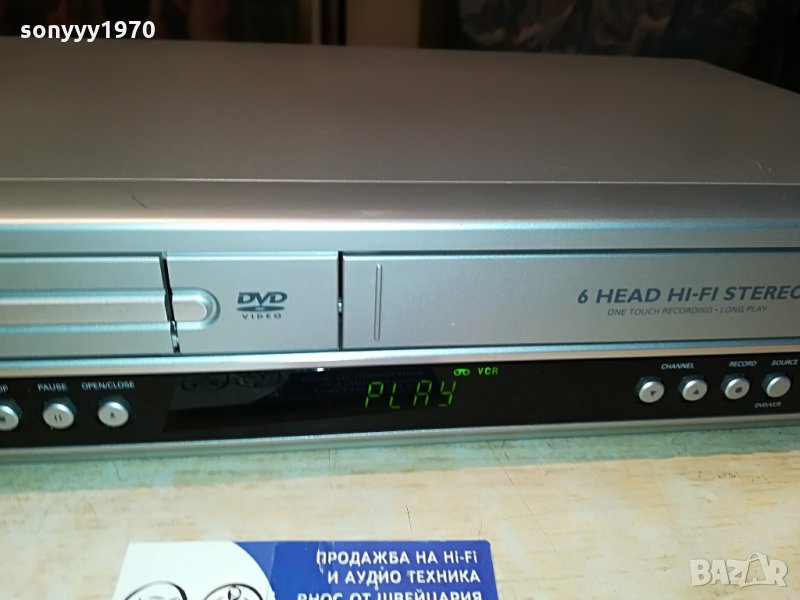 sonyyy1970
DVD
VIDEO
6 HEAD HI-FI STEREO
ONE TOUCH RECORDING • LONG PLAY
PAUSE OPEN/CLOSE
VCR
PLAY
CHANNEL RECORD SOURCE
DVD/VCR
ПРОДАЖБА НА Hi-Fi
И АУДИО ТЕХНИКА
ВНОС ОТ ШВЕЙЦАРИЯ
BAZAR